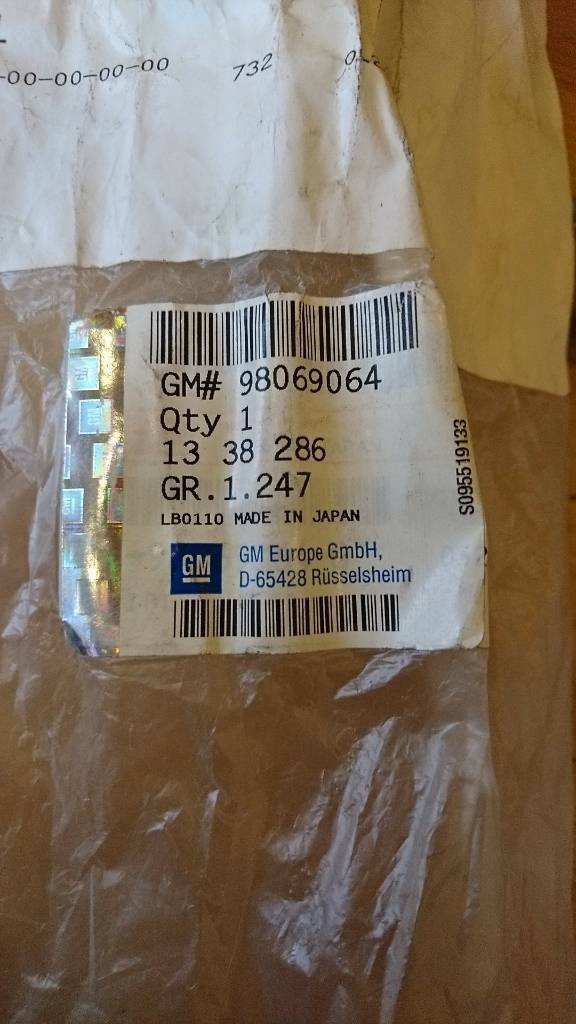 -00-00-00-00 732
GM# 98069064
Qty 1
13 38 286
GR.1.247
LB0110 MADE IN JAPAN
S095519133
GM
GM Europe GmbH,
D-65428 Rüsselsheim